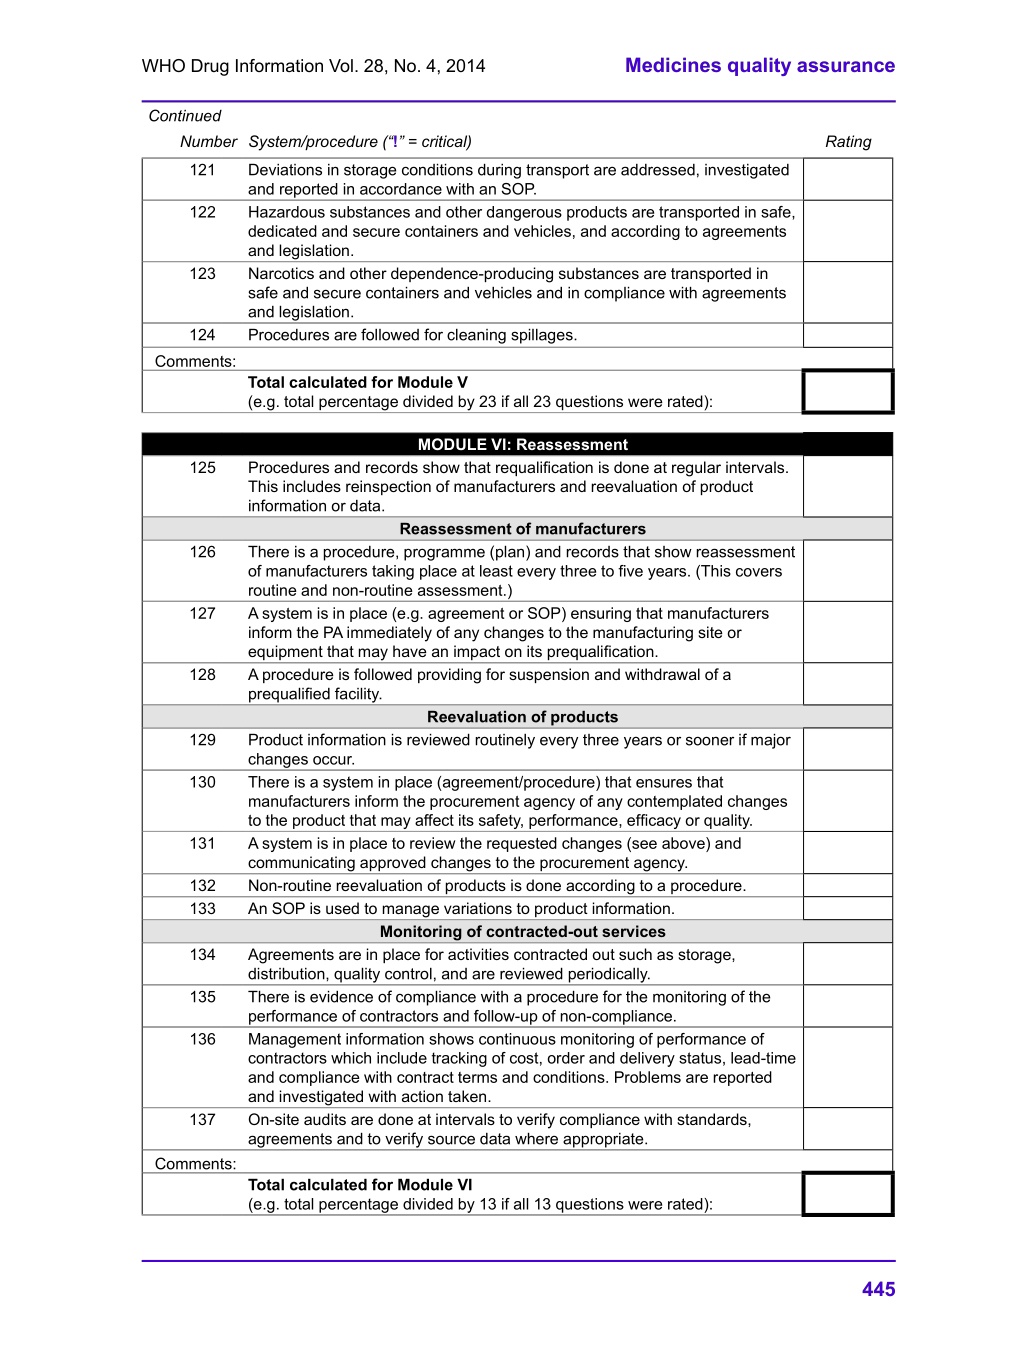 WHO Drug Information Vol. 28, No. 4, 2014 Medicines quality assurance
Continued
Number System/procedure (“!” = critical) Rating
121 Deviations in storage conditions during transport are addressed, investigated
and reported in accordance with an SOP.
122 Hazardous substances and other dangerous products are transported in safe,
dedicated and secure containers and vehicles, and according to agreements
and legislation.
123 Narcotics and other dependence-producing substances are transported in
safe and secure containers and vehicles and in compliance with agreements
and legislation.
124 Procedures are followed for cleaning spillages.
Comments:
Total calculated for Module V
(e.g. total percentage divided by 23 if all 23 questions were rated):
MODULE VI: Reassessment
125 Procedures and records show that requalification is done at regular intervals.
This includes reinspection of manufacturers and reevaluation of product
information or data.
Reassessment of manufacturers
126 There is a procedure, programme (plan) and records that show reassessment
of manufacturers taking place at least every three to five years. (This covers
routine and non-routine assessment.)
127 A system is in place (e.g. agreement or SOP) ensuring that manufacturers
inform the PA immediately of any changes to the manufacturing site or
equipment that may have an impact on its prequalification.
128 A procedure is followed providing for suspension and withdrawal of a
prequalified facility.
Reevaluation of products
129 Product information is reviewed routinely every three years or sooner if major
changes occur.
130 There is a system in place (agreement/procedure) that ensures that
manufacturers inform the procurement agency of any contemplated changes
to the product that may affect its safety, performance, efficacy or quality.
131 A system is in place to review the requested changes (see above) and
communicating approved changes to the procurement agency.
132 Non-routine reevaluation of products is done according to a procedure.
133 An SOP is used to manage variations to product information.
Monitoring of contracted-out services
134 Agreements are in place for activities contracted out such as storage,
distribution, quality control, and are reviewed periodically.
135 There is evidence of compliance with a procedure for the monitoring of the
performance of contractors and follow-up of non-compliance.
136 Management information shows continuous monitoring of performance of
contractors which include tracking of cost, order and delivery status, lead-time
and compliance with contract terms and conditions. Problems are reported
and investigated with action taken.
137 On-site audits are done at intervals to verify compliance with standards,
agreements and to verify source data where appropriate.
Comments:
Total calculated for Module VI
(e.g. total percentage divided by 13 if all 13 questions were rated):
445